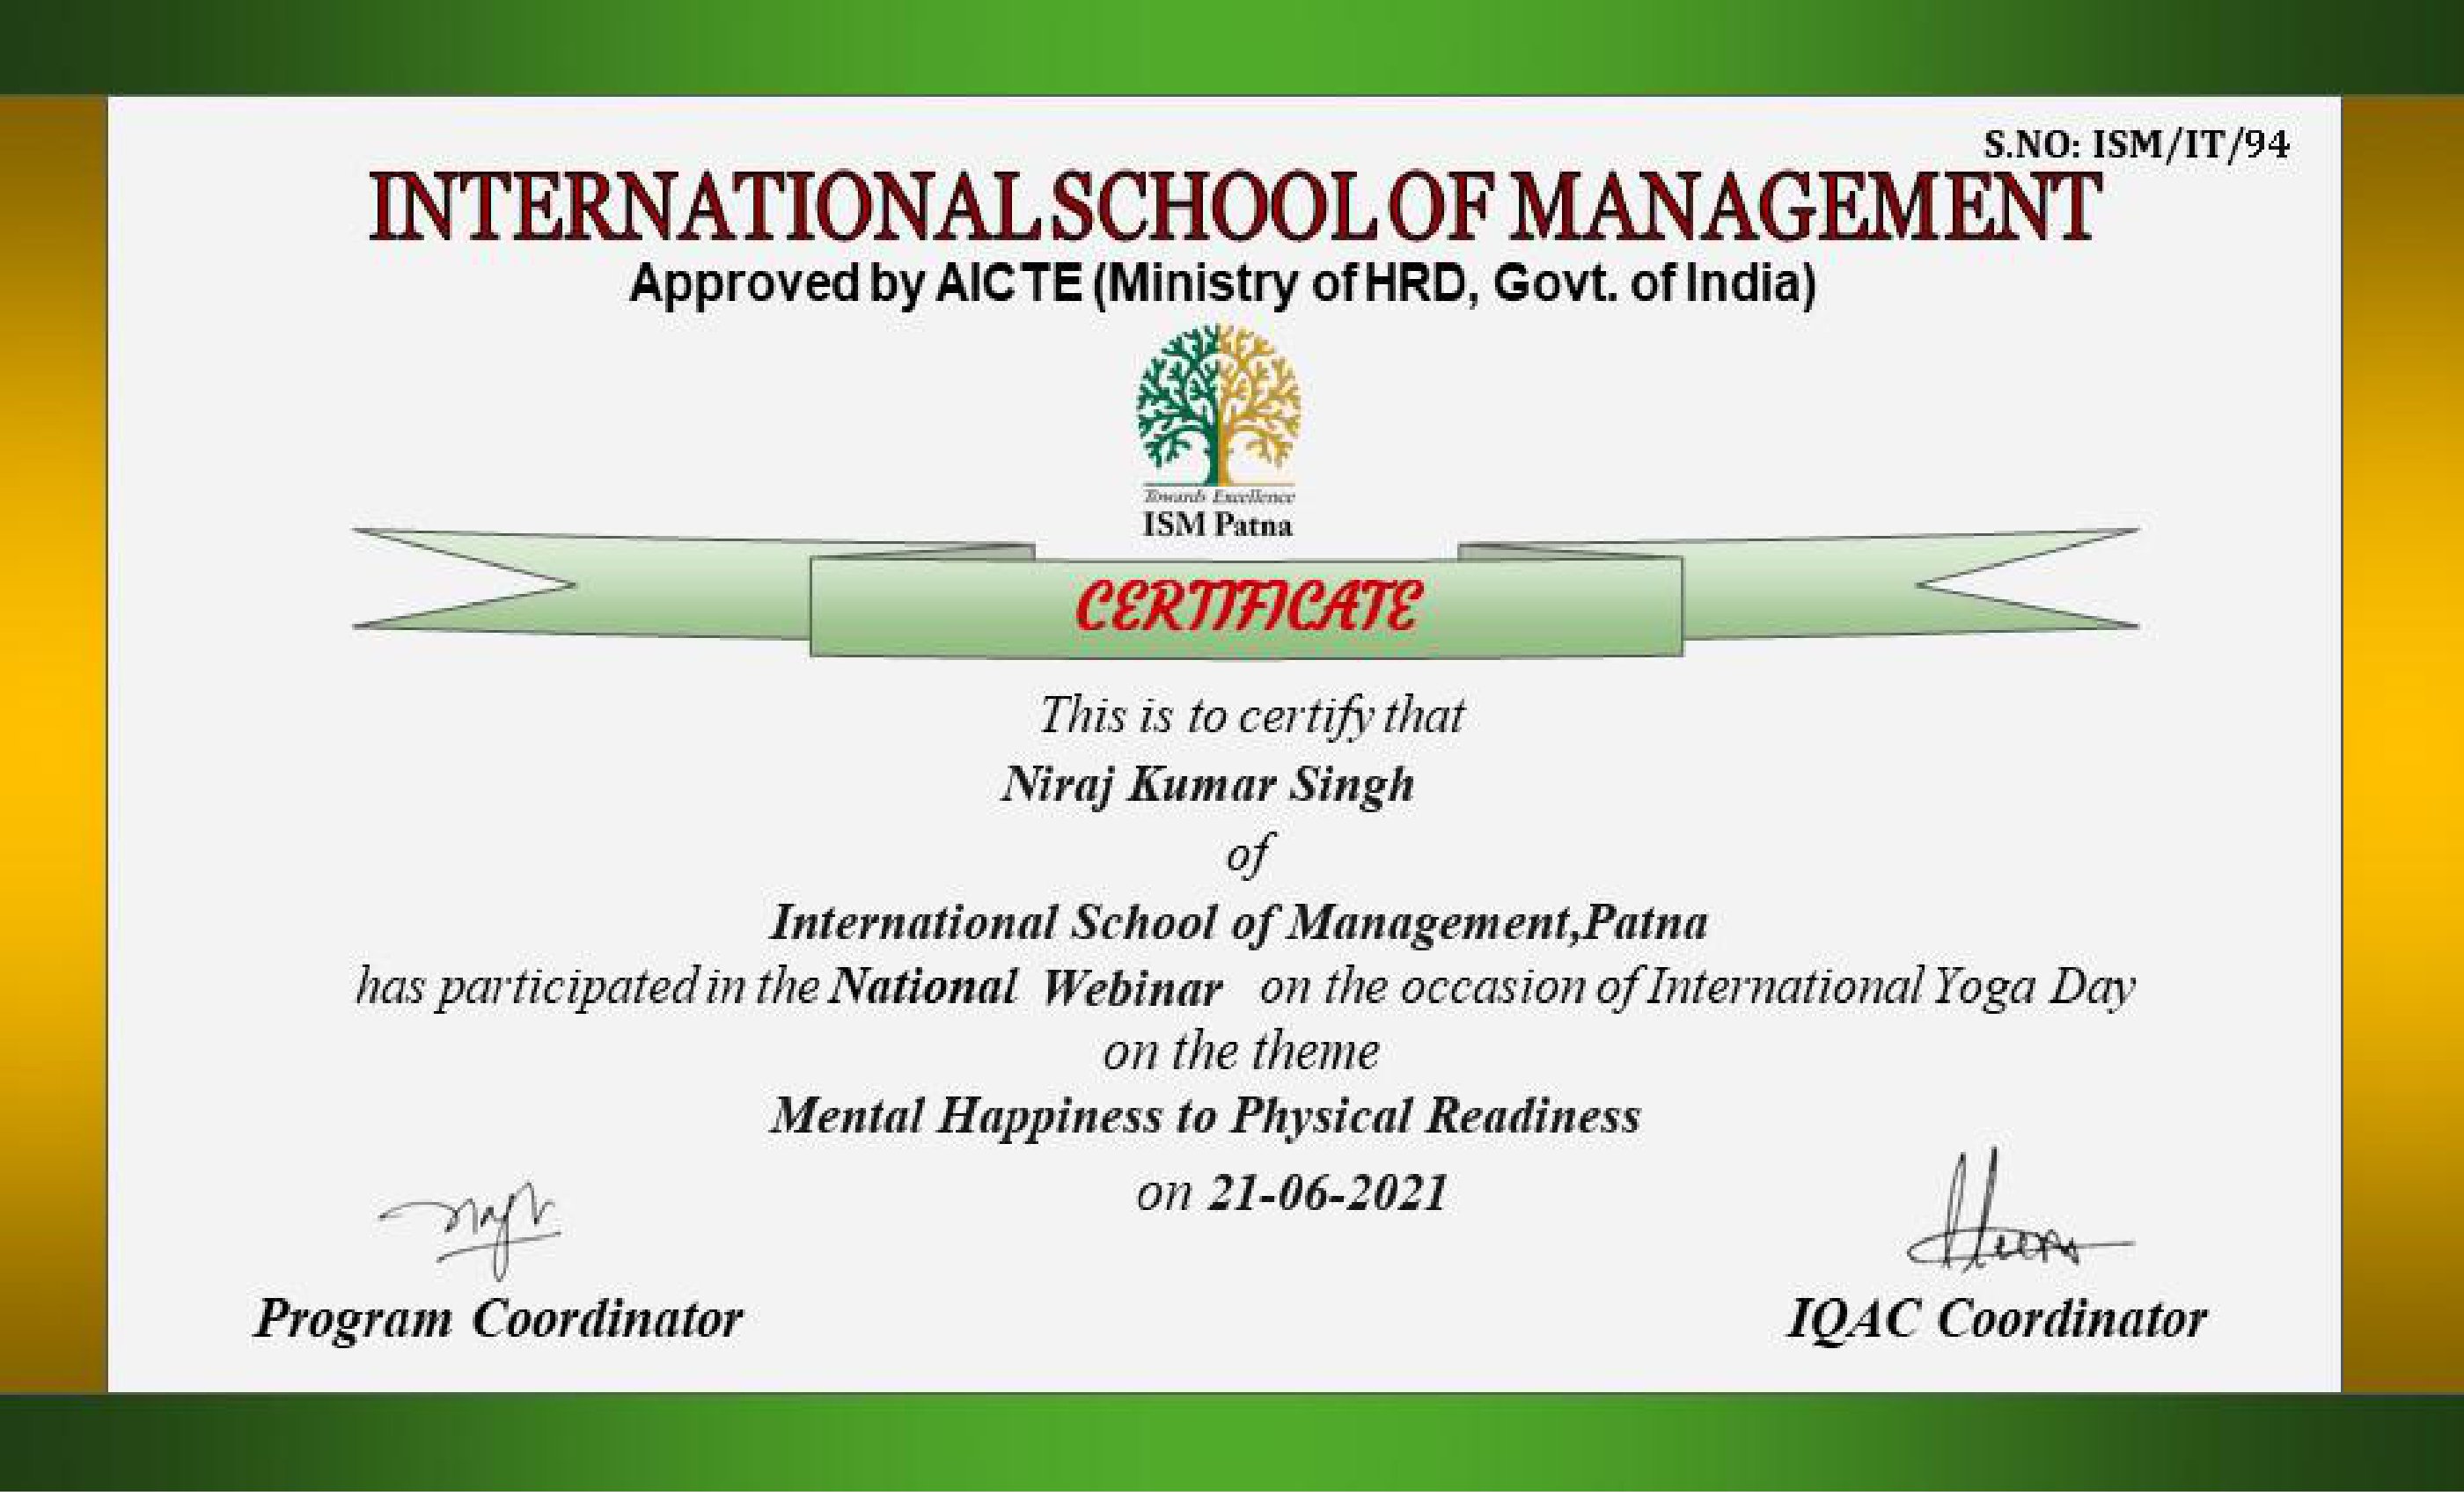 S.NO: ISM/IT/94
INTERNATIONAL SCHOOL OF MANAGEMENT
Approved by AICTE (Ministry of HRD, Govt. of India)
Towards Excellence
ISM Patna
CERTIFICATE
This is to certify that
Niraj Kumar Singh
of
International School of Management,Patna
has participated in the National Webinar on the occasion of International Yoga Day
on the theme
Mental Happiness to Physical Readiness
on 21-06-2021
Program Coordinator
IQAC Coordinator